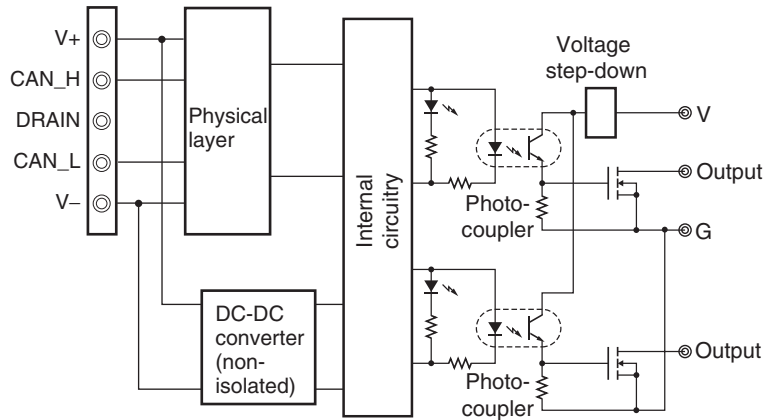 V+
CAN_H
DRAIN
CAN_L
V–
Physical
layer
DC-DC
converter
(non-
isolated)
Internal
circuitry
Voltage
step-down
V
Output
Photo-
coupler
G
Output
Photo-
coupler